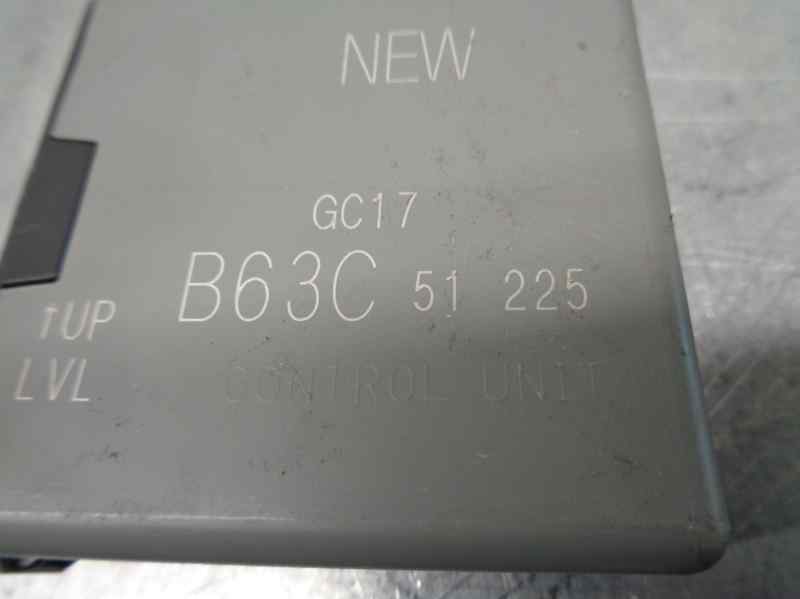 NEW
GC17
B63C 51 225
↑UP
LVL
CONTROL UNIT